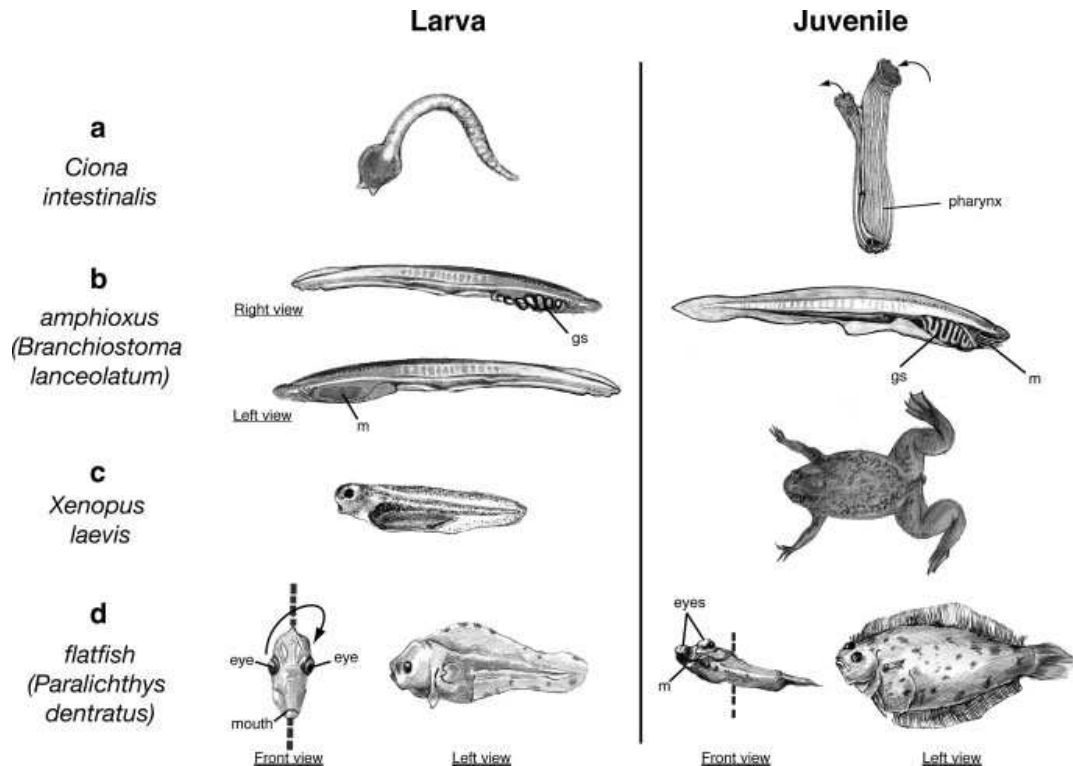 Larva
Juvenile
a
Ciona
intestinalis
pharynx
b
amphioxus
(Branchiostoma
lanceolatum)
Right view
gs
Left view
m
gs
m
c
Xenopus
laevis
d
flatfish
(Paralichthys
dentratus)
eye
eye
mouth
Front view
Left view
eyes
m
Front view
Left view